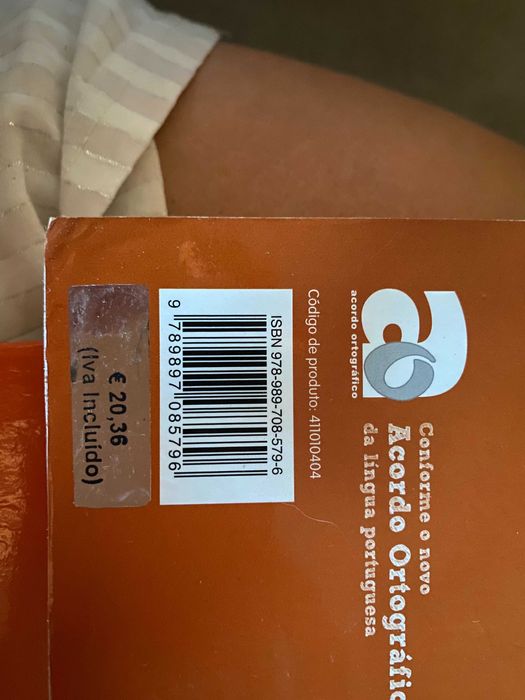 ao
acordo ortográfico
Conforme o novo
Acordo Ortográfic
da língua portuguesa
Código de produto: 411010404
ISBN 978-989-708-579-6
9 789897 085796
€ 20,36
(Iva Incluído)